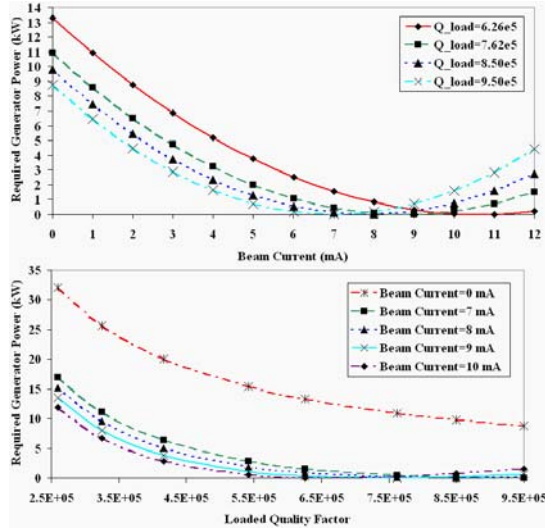 14
13
12
11
10
9
8
7
6
5
4
3
2
1
0
Required Generator Power (kW)
Q_load=6.26e5
Q_load=7.62e5
Q_load=8.50e5
Q_load=9.50e5
0 1 2 3 4 5 6 7 8 9 10 11 12
Beam Current (mA)
35
30
25
20
15
10
5
0
Required Generator Power (kW)
Beam Current=0 mA
Beam Current=7 mA
Beam Current=8 mA
Beam Current=9 mA
Beam Current=10 mA
2.5E+05 3.5E+05 4.5E+05 5.5E+05 6.5E+05 7.5E+05 8.5E+05 9.5E+05
Loaded Quality Factor